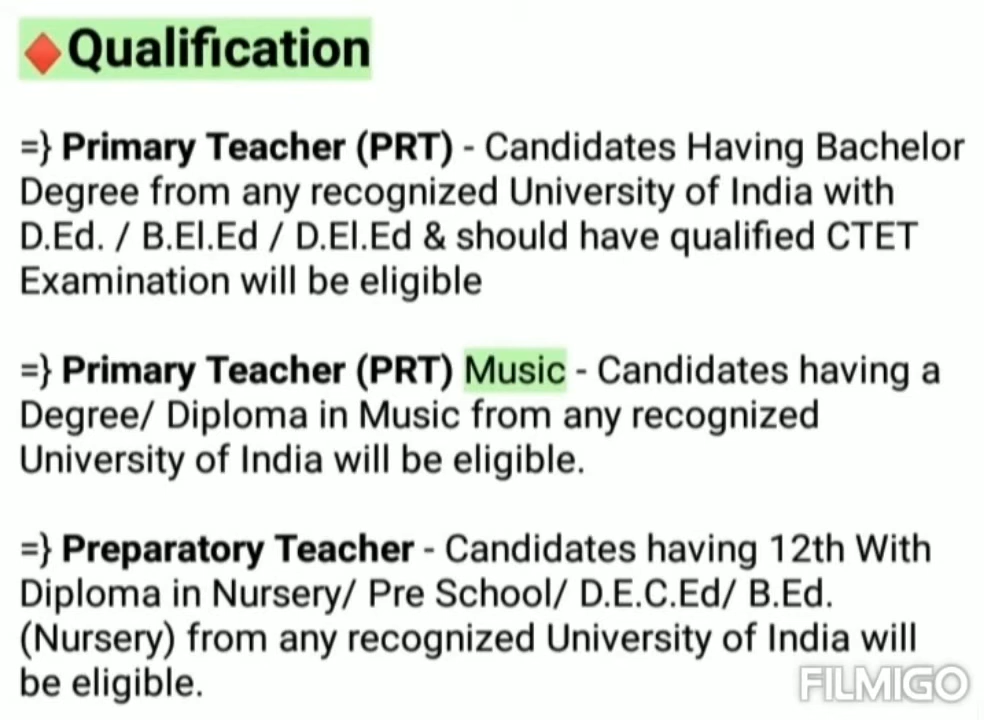 ♦Qualification
=} Primary Teacher (PRT) - Candidates Having Bachelor
Degree from any recognized University of India with
D.Ed. / B.El.Ed / D.El.Ed & should have qualified CTET
Examination will be eligible
=} Primary Teacher (PRT) Music - Candidates having a
Degree/ Diploma in Music from any recognized
University of India will be eligible.
=} Preparatory Teacher - Candidates having 12th With
Diploma in Nursery/ Pre School/ D.E.C.Ed/ B.Ed.
(Nursery) from any recognized University of India will
be eligible.
FILMIGO